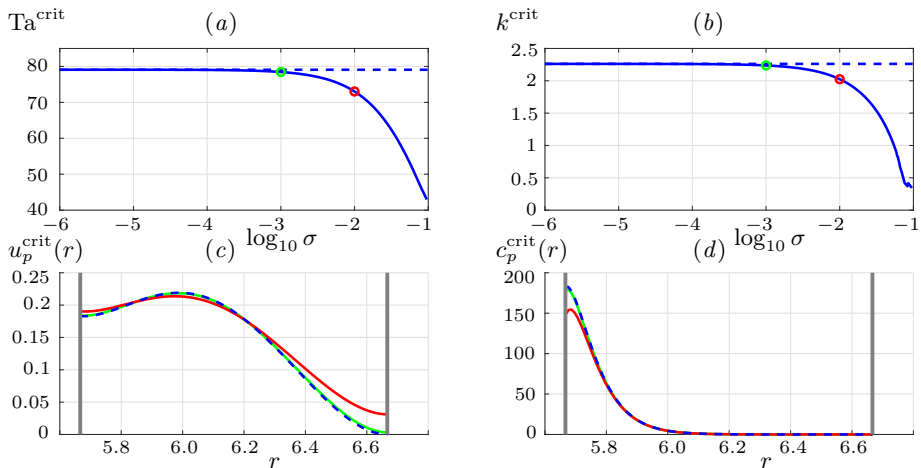 Ta^crit (a)
80
70
60
50
40
-6 -5 -4 -3 -2 -1
log₁₀ σ
k^crit (b)
2.5
2
1.5
1
0.5
0
-6 -5 -4 -3 -2 -1
log₁₀ σ
u_p^crit(r) (c)
0.25
0.2
0.15
0.1
0.05
0
5.8 6.0 6.2 6.4 6.6
r
c_p^crit(r) (d)
200
150
100
50
0
5.8 6.0 6.2 6.4 6.6
r